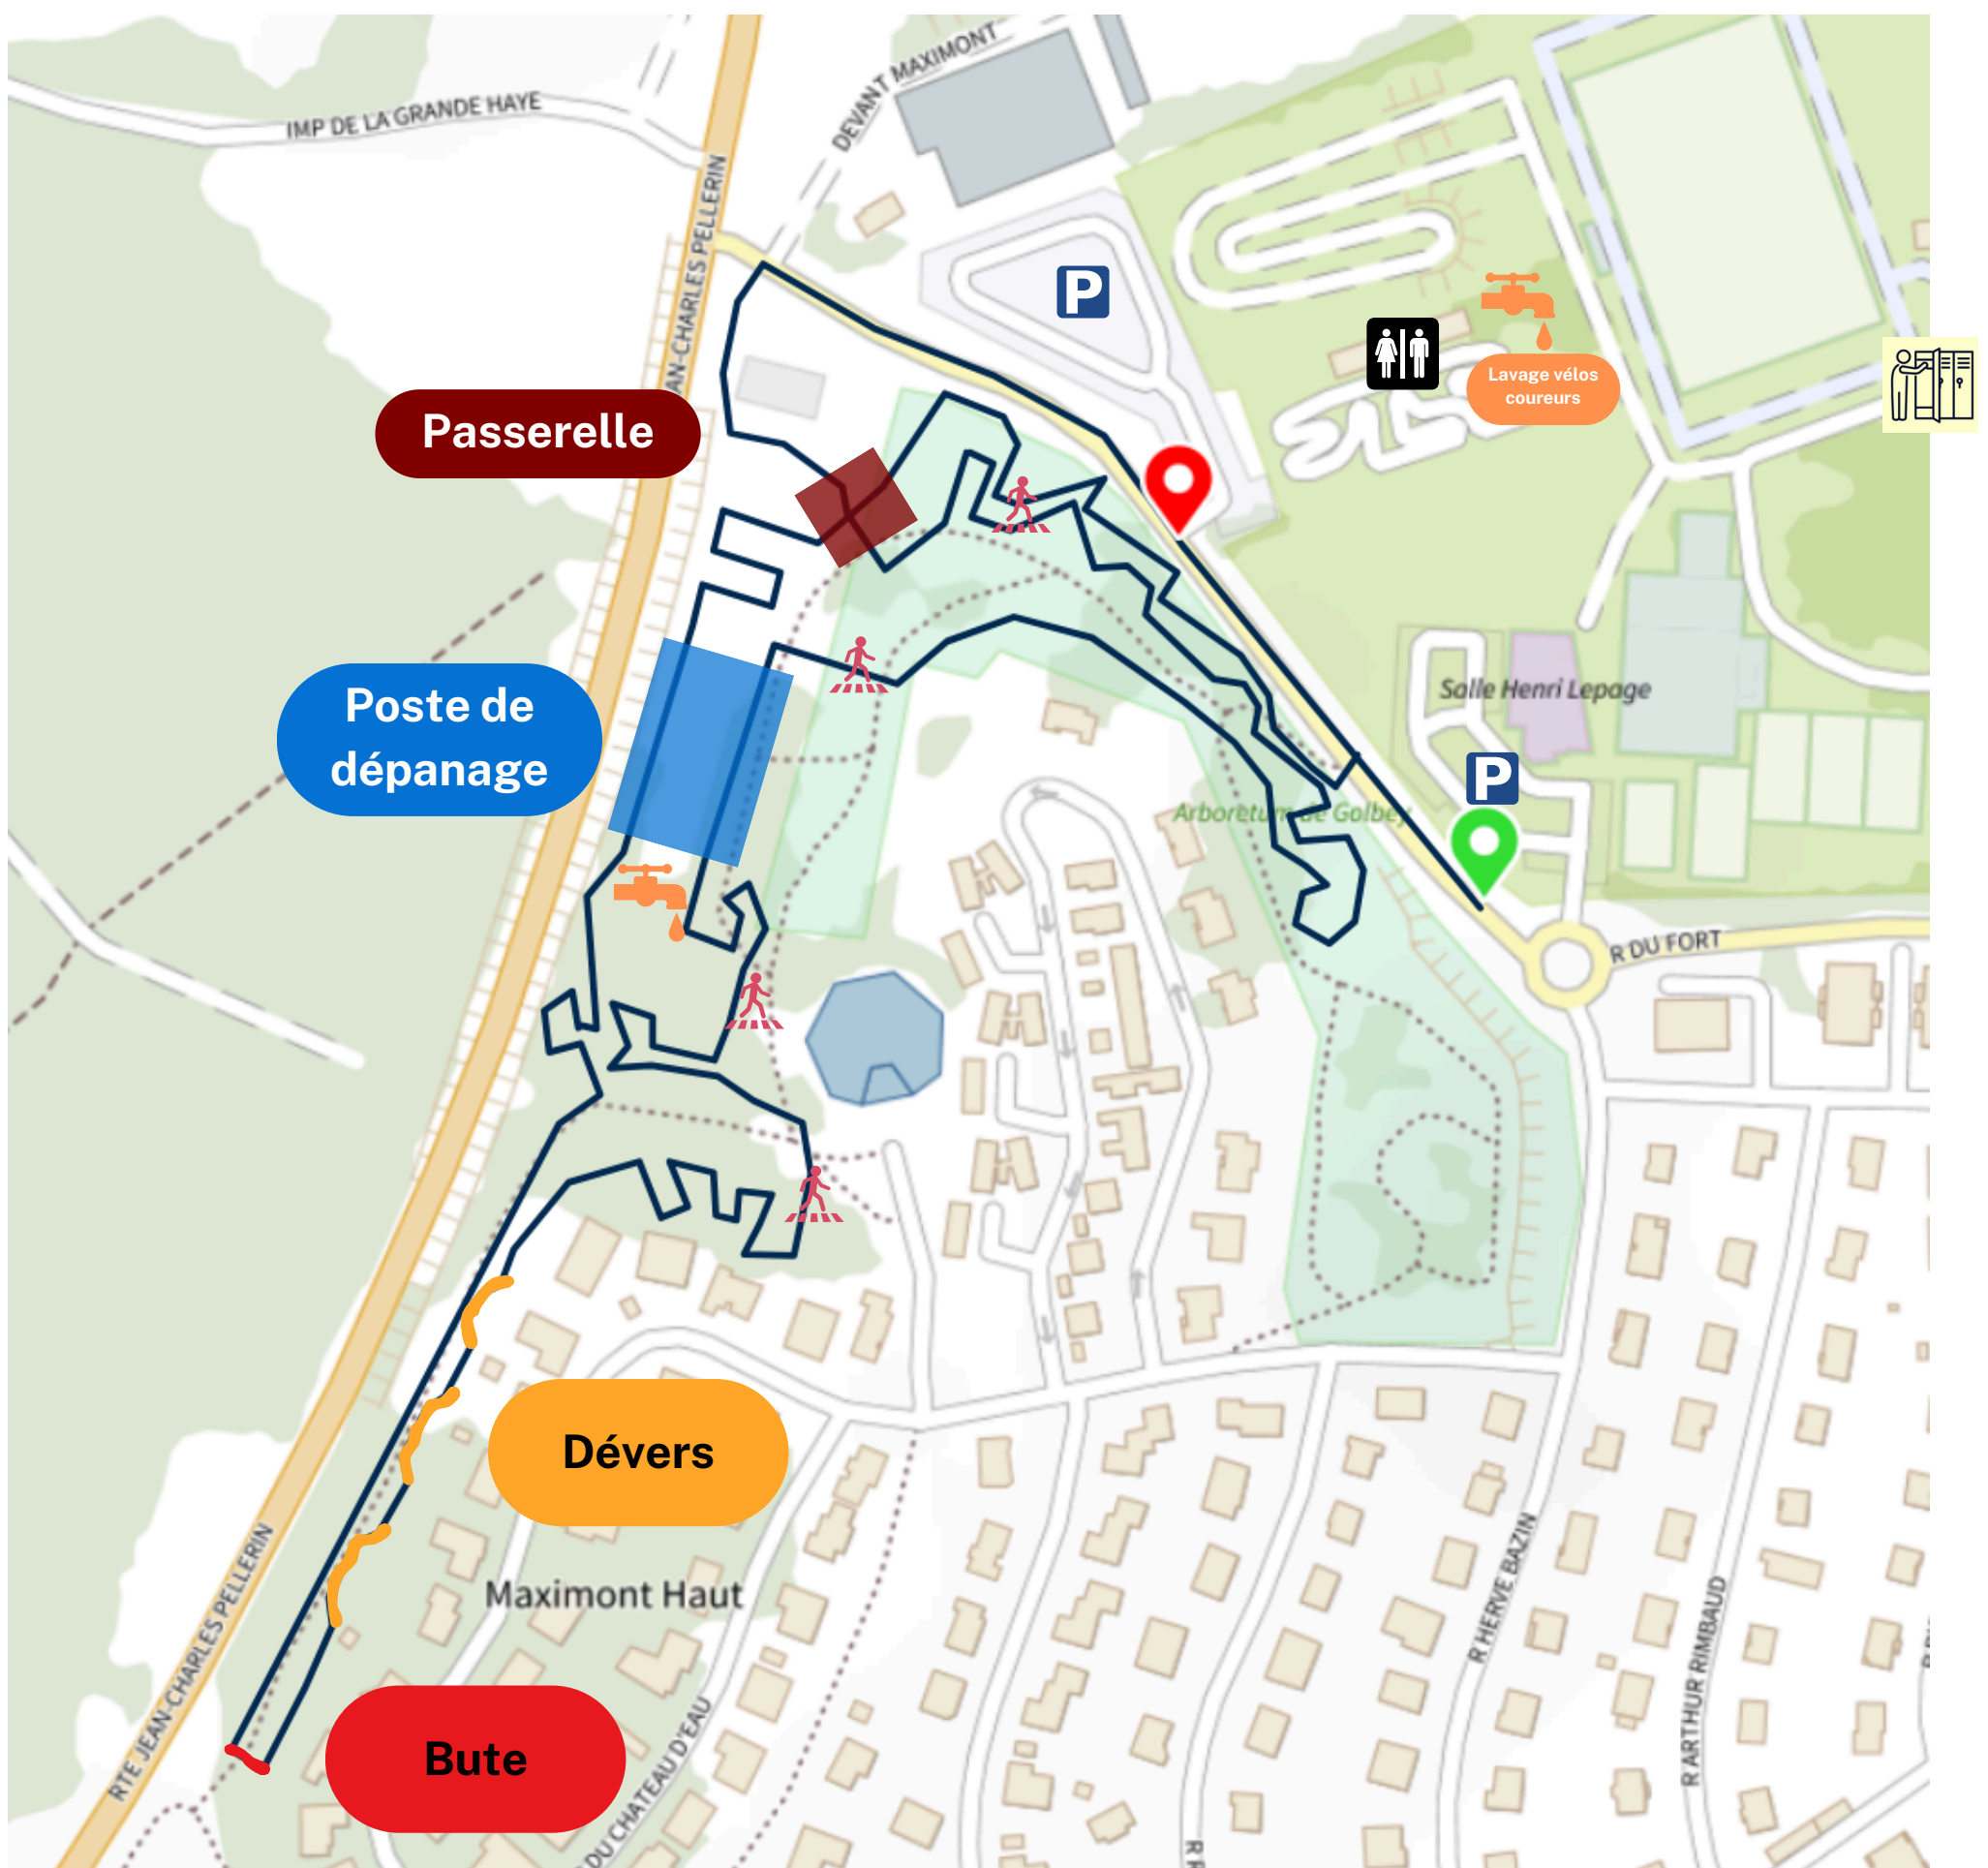 IMP DE LA GRANDE HAYE
DEVANT MAXIMONT
AN-CHARLES PELLERIN
P
Passerelle
Lavage vélos
coureurs
Poste de
dépanage
Salle Henri Lepage
P
Arboretum de Golbey
R DU FORT
Dévers
Maximont Haut
Bute
RTE JEAN-CHARLES PELLERIN
DU CHATEAU D'EAU
R HERVE BAZIN
R ARTHUR RIMBAUD